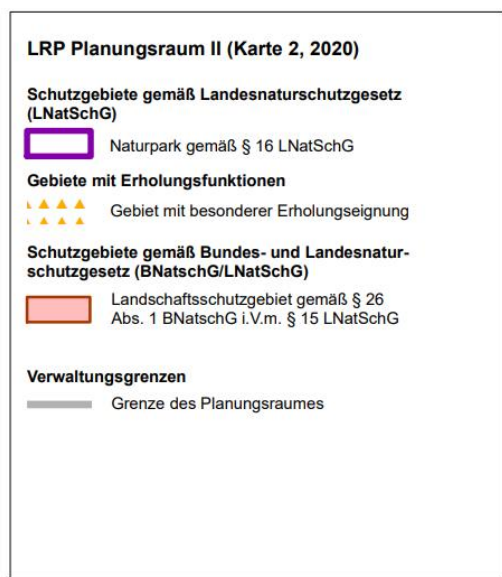 LRP Planungsraum II (Karte 2, 2020)
Schutzgebiete gemäß Landesnaturschutzgesetz
(LNatSchG)
Naturpark gemäß § 16 LNatSchG
Gebiete mit Erholungsfunktionen
Gebiet mit besonderer Erholungseignung
Schutzgebiete gemäß Bundes- und Landesnatur-
schutzgesetz (BNatschG/LNatSchG)
Landschaftsschutzgebiet gemäß § 26
Abs. 1 BNatschG i.V.m. § 15 LNatSchG
Verwaltungsgrenzen
Grenze des Planungsraumes